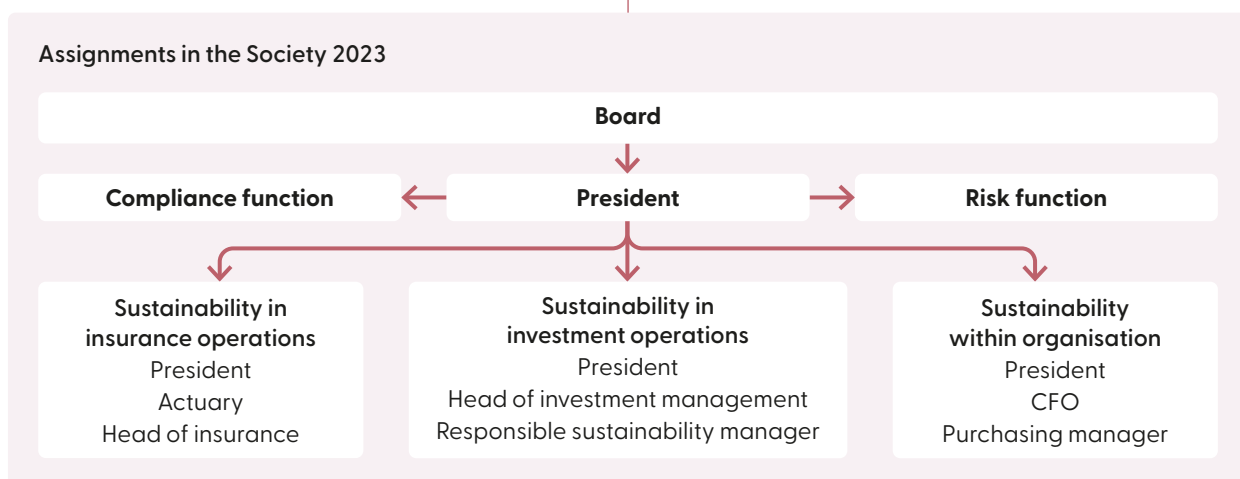 Assignments in the Society 2023
Board
Compliance function
President
Risk function
Sustainability in
insurance operations
President
Actuary
Head of insurance
Sustainability in
investment operations
President
Head of investment management
Responsible sustainability manager
Sustainability
within organisation
President
CFO
Purchasing manager